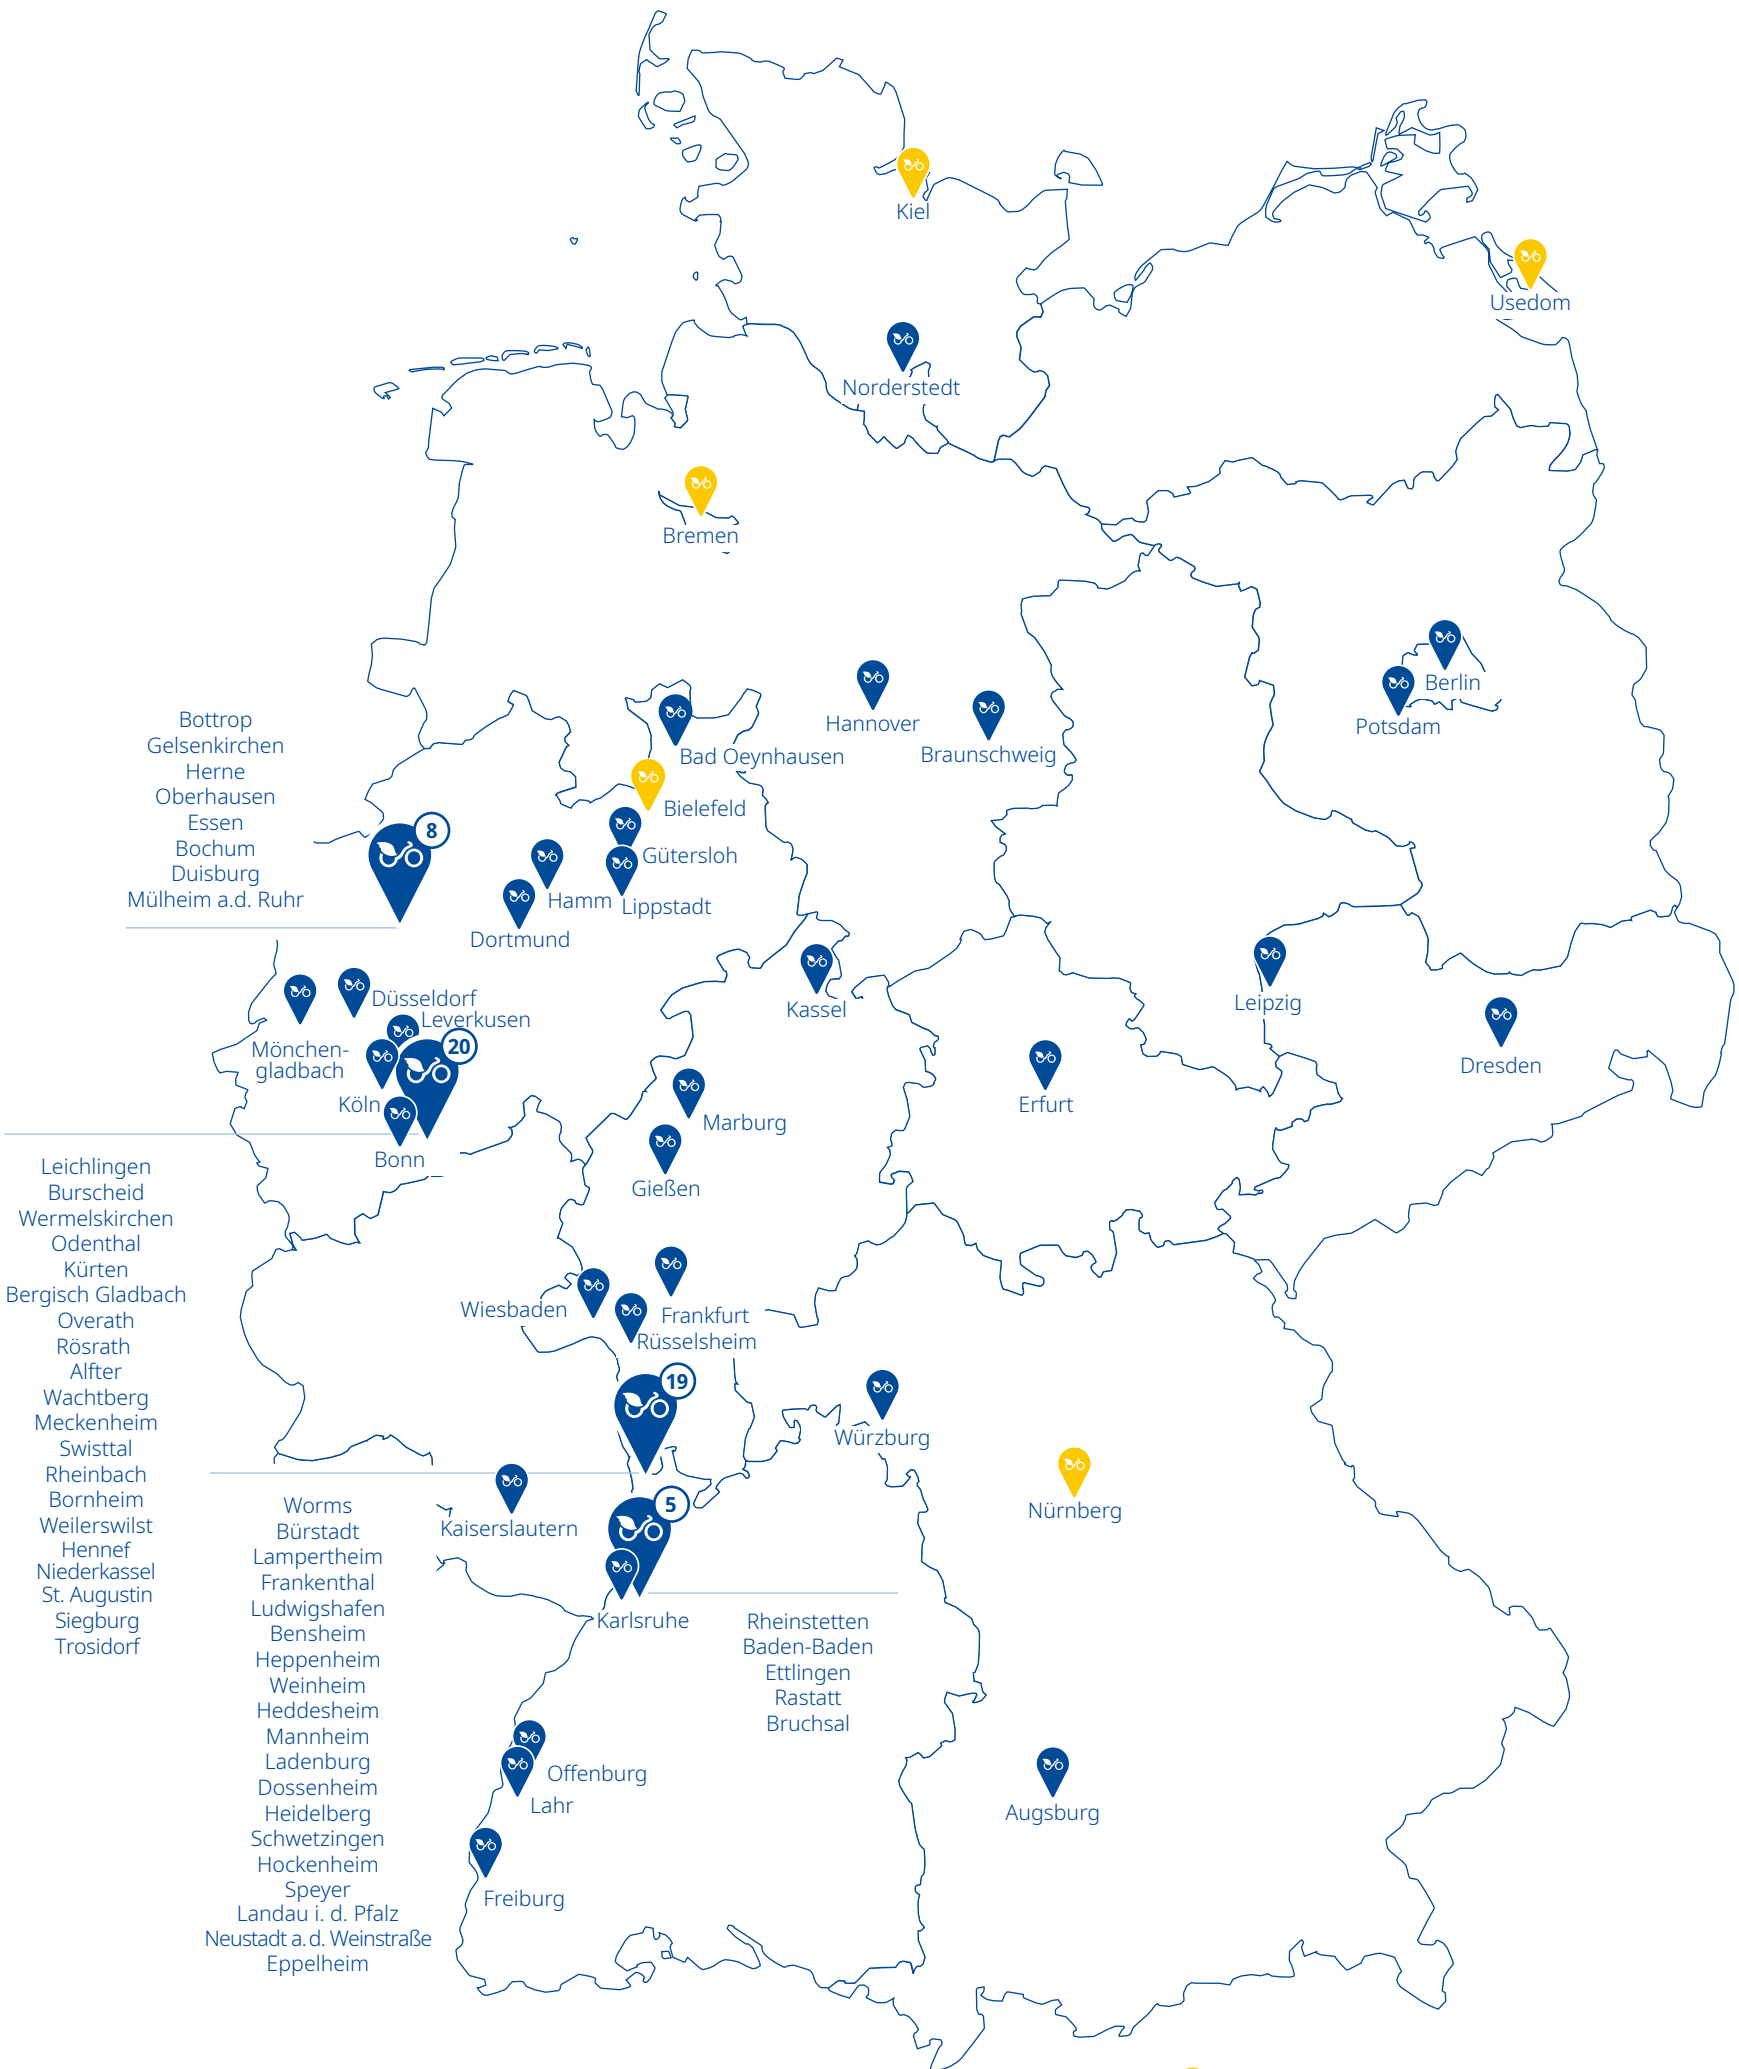 Kiel
Usedom
Norderstedt
Bremen
Berlin
Potsdam
Hannover
Braunschweig
Bad Oeynhausen
Bielefeld
Gütersloh
Hamm
Lippstadt
Dortmund
Bottrop
Gelsenkirchen
Herne
Oberhausen
Essen
Bochum
Duisburg
Mülheim a.d. Ruhr
8
Kassel
Leipzig
Dresden
Düsseldorf
Leverkusen
20
Mönchen-
gladbach
Köln
Bonn
Marburg
Gießen
Erfurt
Leichlingen
Burscheid
Wermelskirchen
Odenthal
Kürten
Bergisch Gladbach
Overath
Rösrath
Alfter
Wachtberg
Meckenheim
Swisttal
Rheinbach
Bornheim
Weilerswilst
Hennef
Niederkassel
St. Augustin
Siegburg
Trosidorf
Wiesbaden
Frankfurt
Rüsselsheim
19
Würzburg
Nürnberg
Kaiserslautern
5
Karlsruhe
Worms
Bürstadt
Lampertheim
Frankenthal
Ludwigshafen
Bensheim
Heppenheim
Weinheim
Heddesheim
Mannheim
Ladenburg
Dossenheim
Heidelberg
Schwetzingen
Hockenheim
Speyer
Landau i. d. Pfalz
Neustadt a. d. Weinstraße
Eppelheim
Rheinstetten
Baden-Baden
Ettlingen
Rastatt
Bruchsal
Offenburg
Lahr
Freiburg
Augsburg